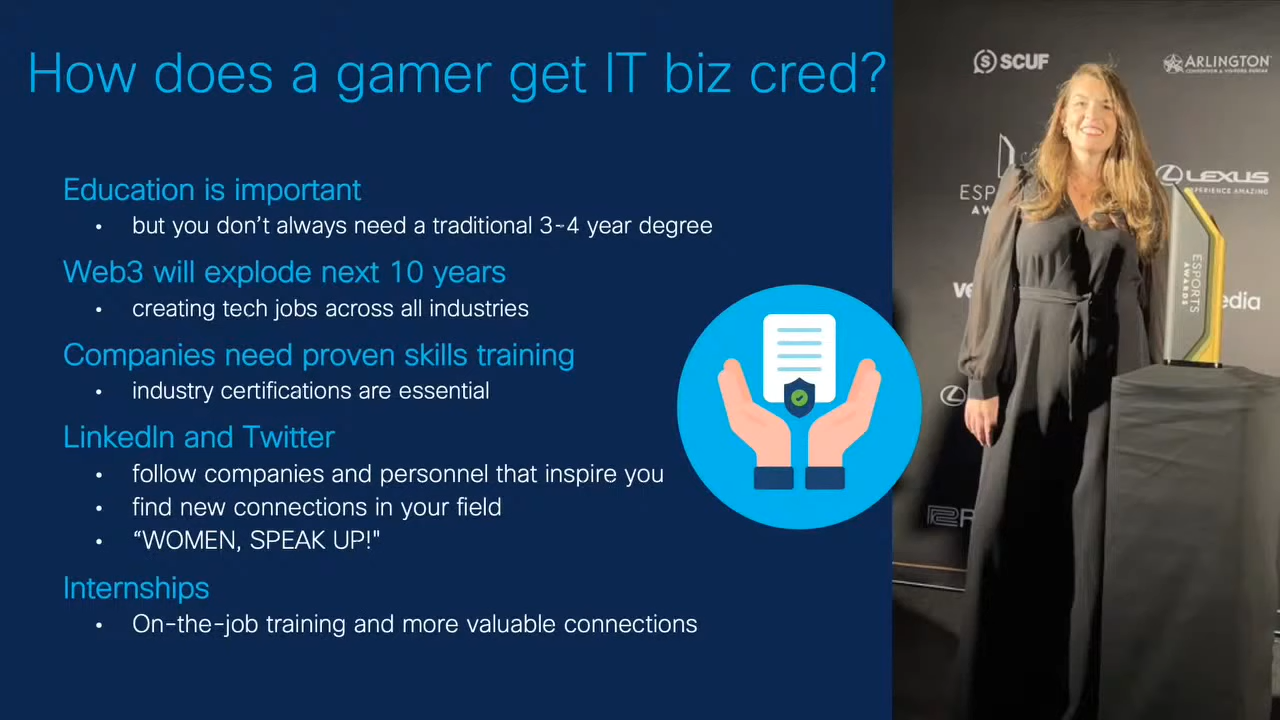 How does a gamer get IT biz cred?
Education is important
• but you don't always need a traditional 3-4 year degree
Web3 will explode next 10 years
• creating tech jobs across all industries
Companies need proven skills training
• industry certifications are essential
LinkedIn and Twitter
• follow companies and personnel that inspire you
• find new connections in your field
• “WOMEN, SPEAK UP!"
Internships
• On-the-job training and more valuable connections
SCUF
ARLINGTON
LEXUS
EXPERIENCE AMAZING
ESPORTS
AWARDS